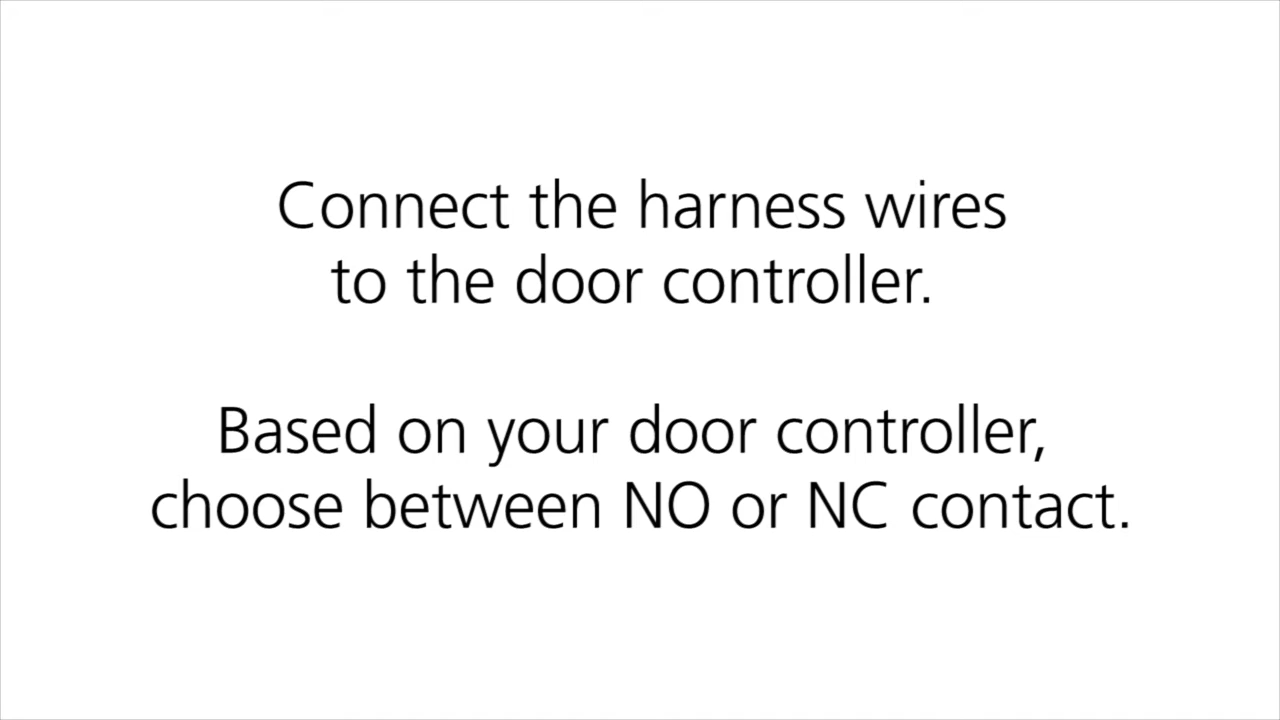 Connect the harness wires
to the door controller.
Based on your door controller,
choose between NO or NC contact.